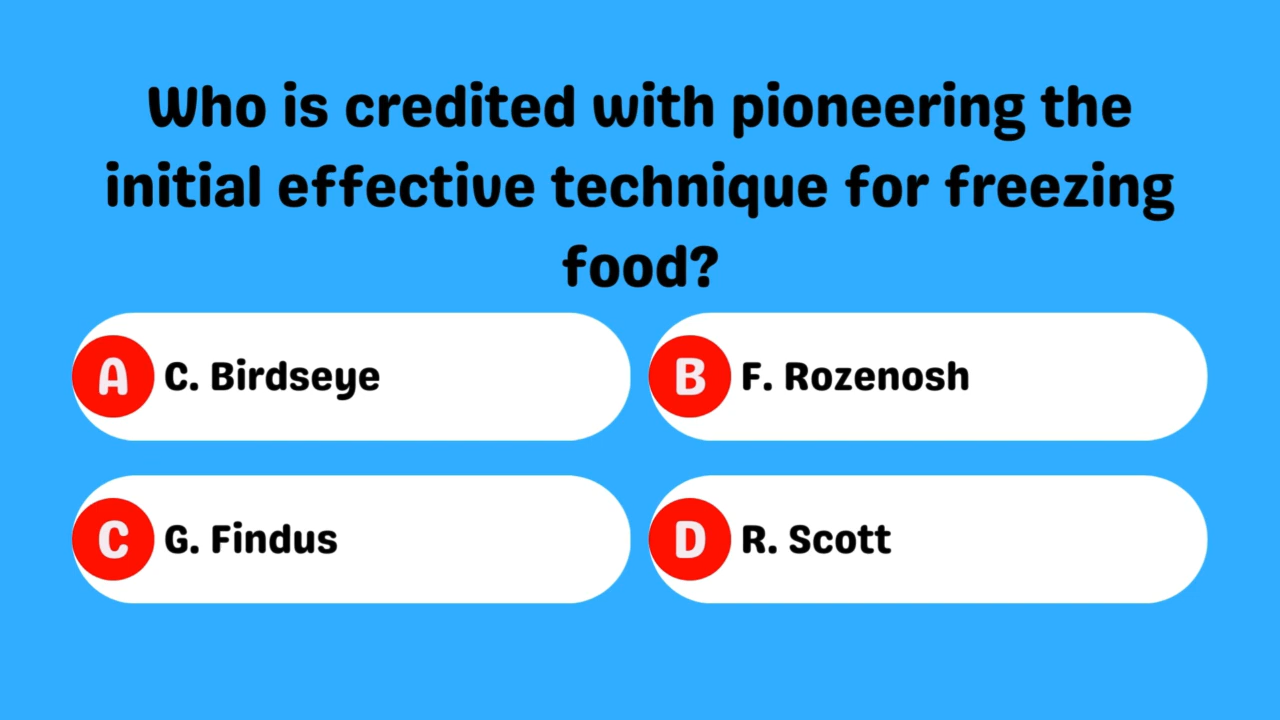 Who is credited with pioneering the
initial effective technique for freezing
food?
A C. Birdseye
B F. Rozenosh
C G. Findus
D R. Scott